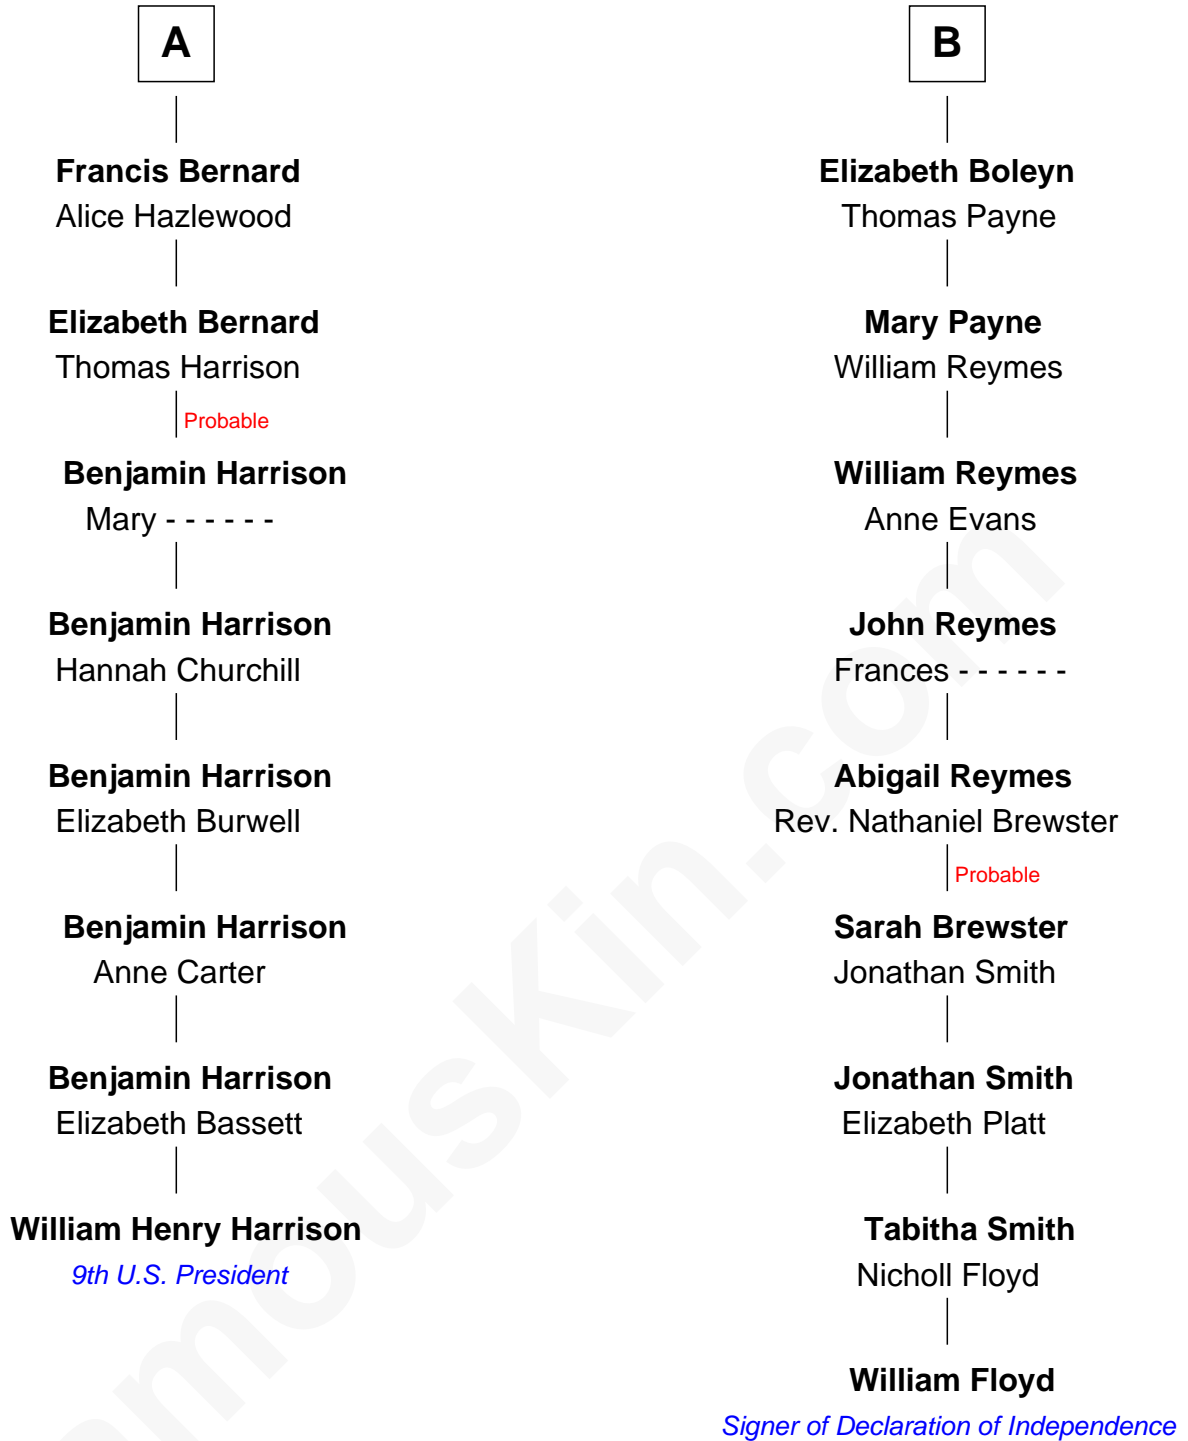 A
Francis Bernard
Alice Hazlewood
Elizabeth Bernard
Thomas Harrison
Probable
Benjamin Harrison
Mary - - - - - -
Benjamin Harrison
Hannah Churchill
Benjamin Harrison
Elizabeth Burwell
Benjamin Harrison
Anne Carter
Benjamin Harrison
Elizabeth Bassett
William Henry Harrison
9th U.S. President
B
Elizabeth Boleyn
Thomas Payne
Mary Payne
William Reymes
William Reymes
Anne Evans
John Reymes
Frances - - - - - -
Abigail Reymes
Rev. Nathaniel Brewster
Probable
Sarah Brewster
Jonathan Smith
Jonathan Smith
Elizabeth Platt
Tabitha Smith
Nicholl Floyd
William Floyd
Signer of Declaration of Independence
amousKin.com